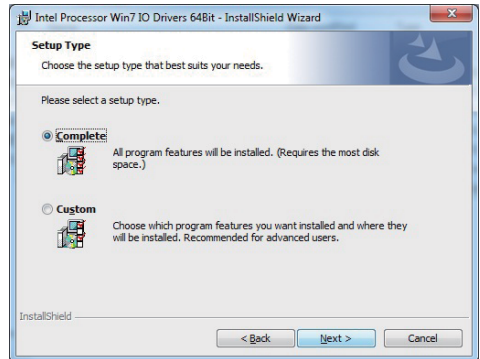 Intel Processor Win7 IO Drivers 64Bit - InstallShield Wizard
Setup Type
Choose the setup type that best suits your needs.
Please select a setup type.
Complete
All program features will be installed. (Requires the most disk
space.)
Custom
Choose which program features you want installed and where they
will be installed. Recommended for advanced users.
InstallShield
< Back Next > Cancel